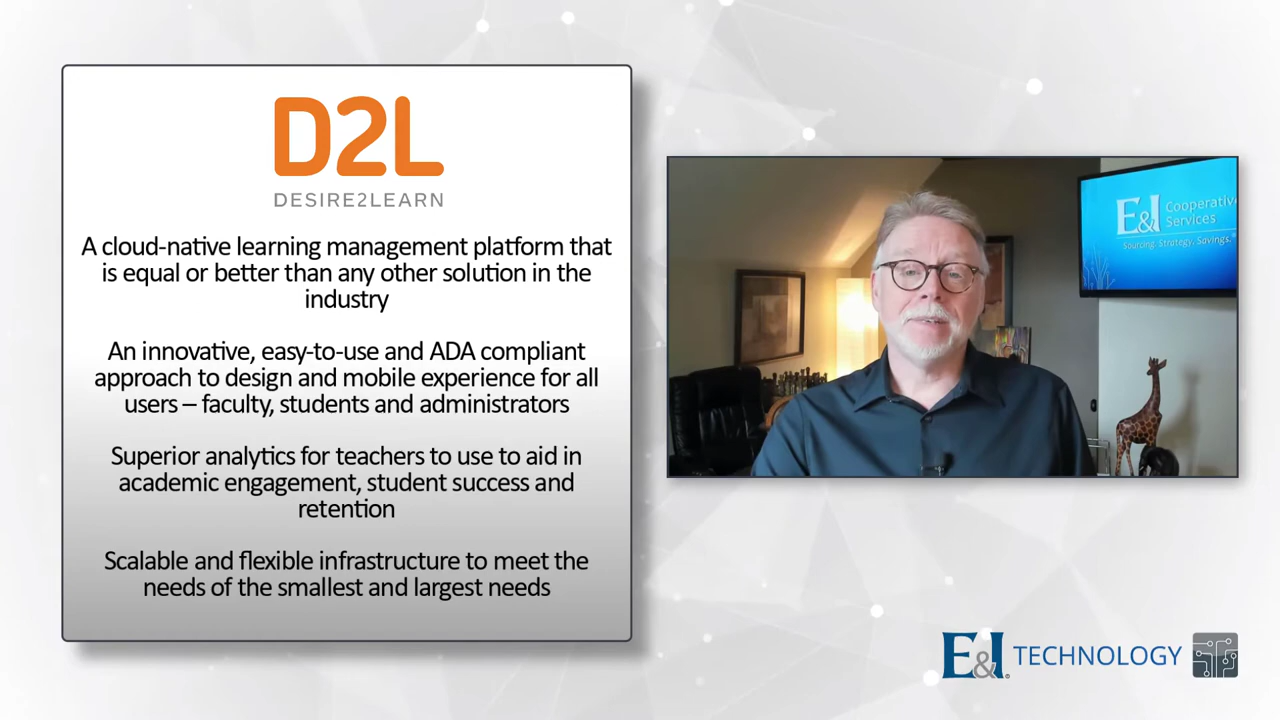 D2L
DESIRE2LEARN
A cloud-native learning management platform that
is equal or better than any other solution in the
industry
An innovative, easy-to-use and ADA compliant
approach to design and mobile experience for all
users – faculty, students and administrators
Superior analytics for teachers to use to aid in
academic engagement, student success and
retention
Scalable and flexible infrastructure to meet the
needs of the smallest and largest needs
E&I Cooperative
Services
Sourcing. Strategy. Savings.®
E&I TECHNOLOGY